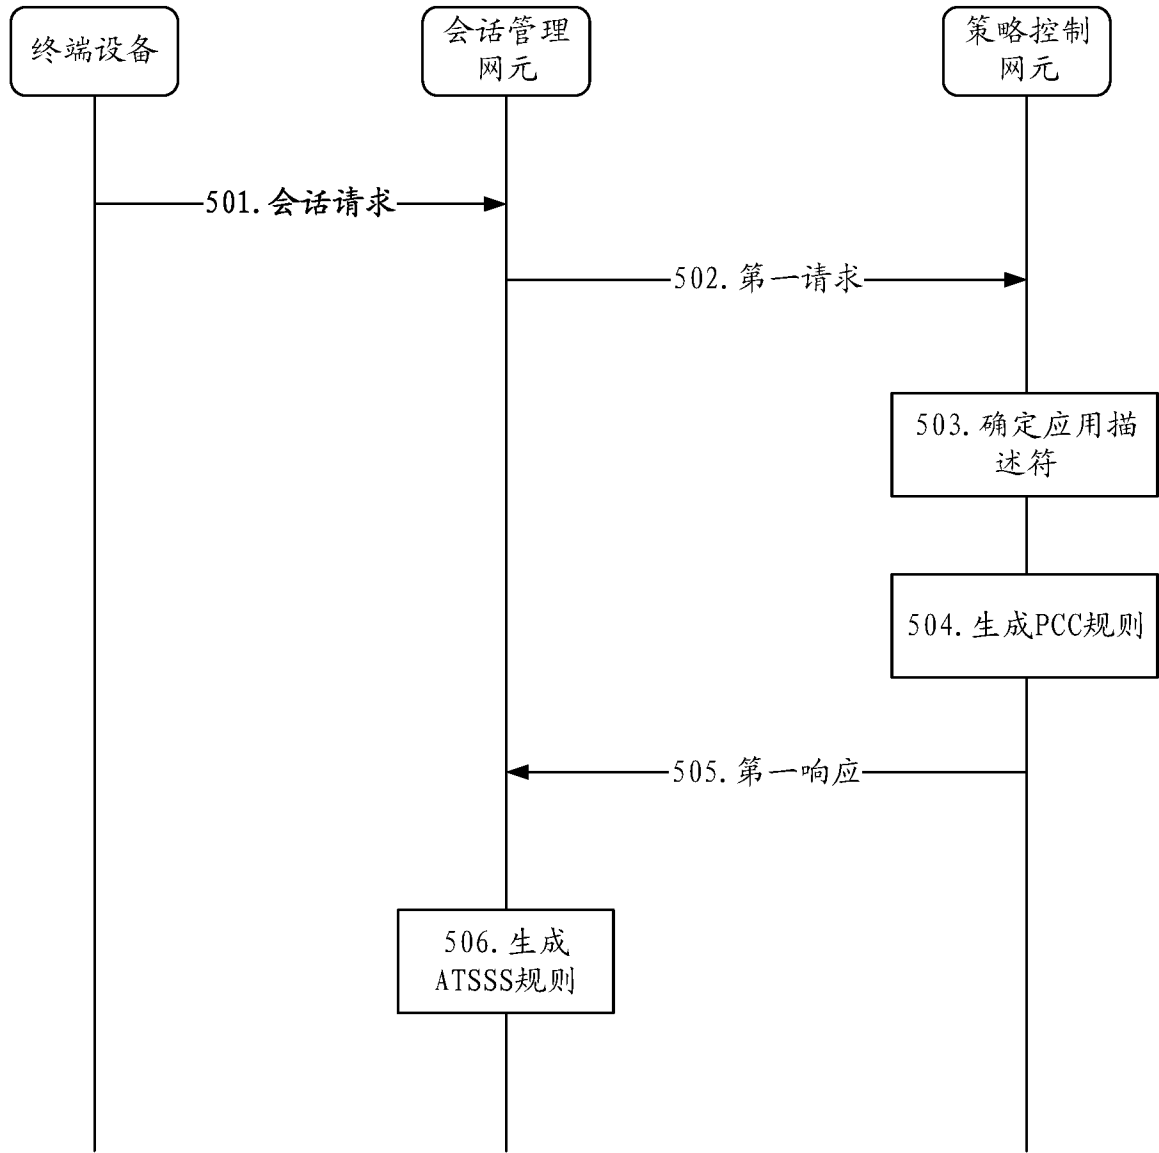 终端设备
会话管理
网元
策略控制
网元
501.会话请求
502.第一请求
503.确定应用描
述符
504.生成PCC规则
505.第一响应
506.生成
ATSSS规则